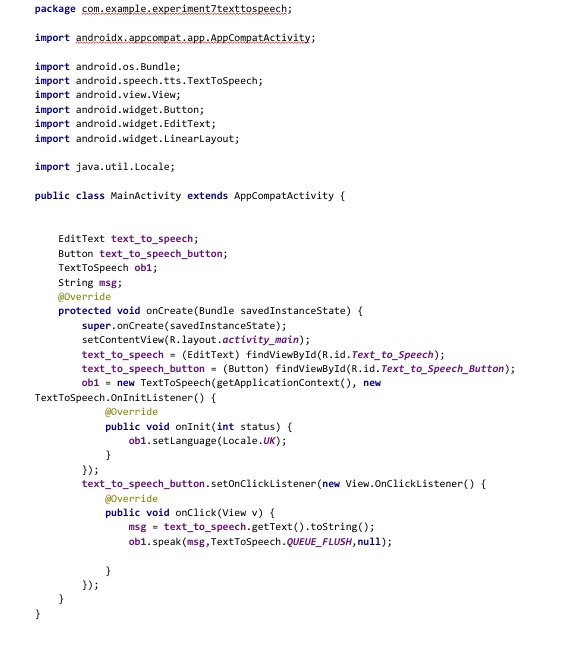 package com.example.experiment7texttospeech;
import androidx.appcompat.app.AppCompatActivity;
import android.os.Bundle;
import android.speech.tts.TextToSpeech;
import android.view.View;
import android.widget.Button;
import android.widget.EditText;
import android.widget.LinearLayout;
import java.util.Locale;
public class MainActivity extends AppCompatActivity {
    EditText text_to_speech;
    Button text_to_speech_button;
    TextToSpeech ob1;
    String msg;
    @Override
    protected void onCreate(Bundle savedInstanceState) {
        super.onCreate(savedInstanceState);
        setContentView(R.layout.activity_main);
        text_to_speech = (EditText) findViewById(R.id.Text_to_Speech);
        text_to_speech_button = (Button) findViewById(R.id.Text_to_Speech_Button);
        ob1 = new TextToSpeech(getApplicationContext(), new
TextToSpeech.OnInitListener() {
            @Override
            public void onInit(int status) {
                ob1.setLanguage(Locale.UK);
            }
        });
        text_to_speech_button.setOnClickListener(new View.OnClickListener() {
            @Override
            public void onClick(View v) {
                msg = text_to_speech.getText().toString();
                ob1.speak(msg,TextToSpeech.QUEUE_FLUSH,null);
            }
        });
    }
}